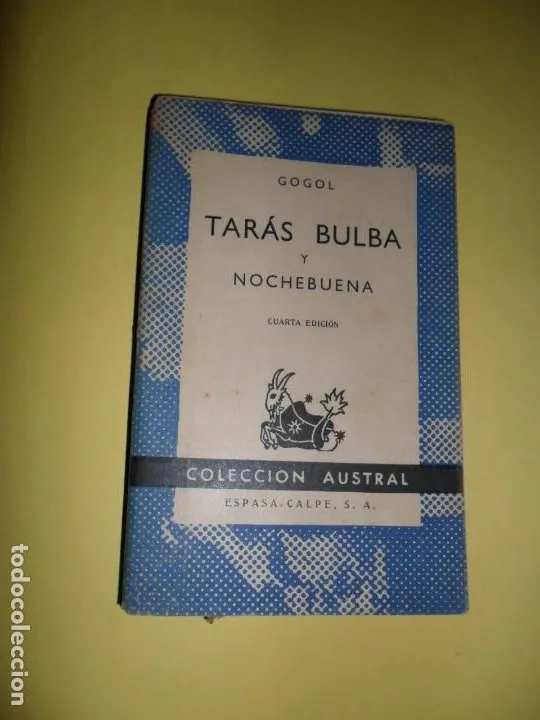 GOGOL
TARÁS BULBA
Y
NOCHEBUENA
CUARTA EDICIÓN
COLECCION AUSTRAL
ESPASA-CALPE, S. A.
todocoleccion